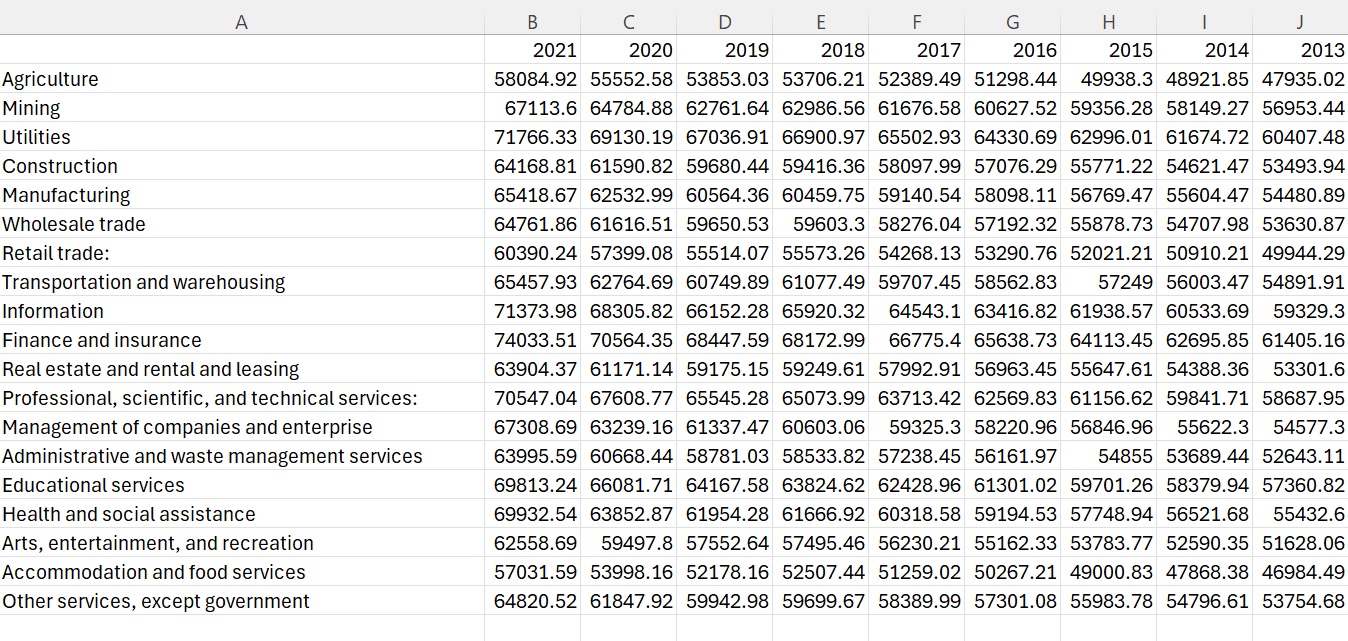 A B C D E F G H I J
2021 2020 2019 2018 2017 2016 2015 2014 2013
Agriculture 58084.92 55552.58 53853.03 53706.21 52389.49 51298.44 49938.3 48921.85 47935.02
Mining 67113.6 64784.88 62761.64 62986.56 61676.58 60627.52 59356.28 58149.27 56953.44
Utilities 71766.33 69130.19 67036.91 66900.97 65502.93 64330.69 62996.01 61674.72 60407.48
Construction 64168.81 61590.82 59680.44 59416.36 58097.99 57076.29 55771.22 54621.47 53493.94
Manufacturing 65418.67 62532.99 60564.36 60459.75 59140.54 58098.11 56769.47 55604.47 54480.89
Wholesale trade 64761.86 61616.51 59650.53 59603.3 58276.04 57192.32 55878.73 54707.98 53630.87
Retail trade: 60390.24 57399.08 55514.07 55573.26 54268.13 53290.76 52021.21 50910.21 49944.29
Transportation and warehousing 65457.93 62764.69 60749.89 61077.49 59707.45 58562.83 57249 56003.47 54891.91
Information 71373.98 68305.82 66152.28 65920.32 64543.1 63416.82 61938.57 60533.69 59329.3
Finance and insurance 74033.51 70564.35 68447.59 68172.99 66775.4 65638.73 64113.45 62695.85 61405.16
Real estate and rental and leasing 63904.37 61171.14 59175.15 59249.61 57992.91 56963.45 55647.61 54388.36 53301.6
Professional, scientific, and technical services: 70547.04 67608.77 65545.28 65073.99 63713.42 62569.83 61156.62 59841.71 58687.95
Management of companies and enterprise 67308.69 63239.16 61337.47 60603.06 59325.3 58220.96 56846.96 55622.3 54577.3
Administrative and waste management services 63995.59 60668.44 58781.03 58533.82 57238.45 56161.97 54855 53689.44 52643.11
Educational services 69813.24 66081.71 64167.58 63824.62 62428.96 61301.02 59701.26 58379.94 57360.82
Health and social assistance 69932.54 63852.87 61954.28 61666.92 60318.58 59194.53 57748.94 56521.68 55432.6
Arts, entertainment, and recreation 62558.69 59497.8 57552.64 57495.46 56230.21 55162.33 53783.77 52590.35 51628.06
Accommodation and food services 57031.59 53998.16 52178.16 52507.44 51259.02 50267.21 49000.83 47868.38 46984.49
Other services, except government 64820.52 61847.92 59942.98 59699.67 58389.99 57301.08 55983.78 54796.61 53754.68